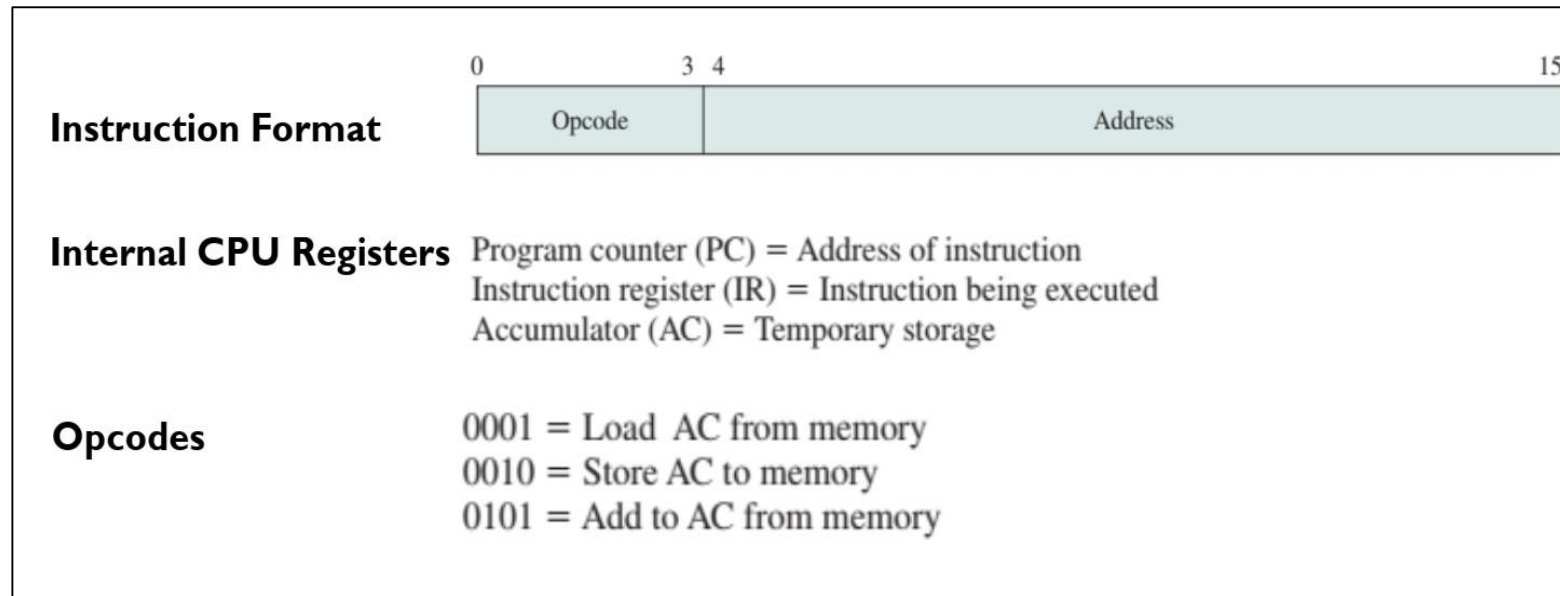 0 3 4 15
Instruction Format Opcode Address
Internal CPU Registers Program counter (PC) = Address of instruction
Instruction register (IR) = Instruction being executed
Accumulator (AC) = Temporary storage
Opcodes 0001 = Load AC from memory
0010 = Store AC to memory
0101 = Add to AC from memory